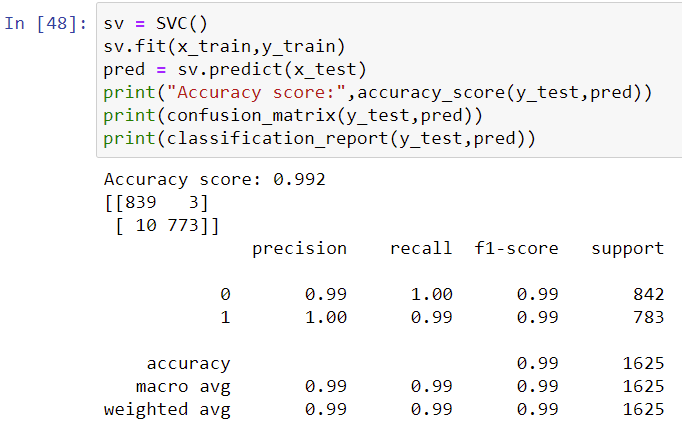 In [48]: sv = SVC()
sv.fit(x_train,y_train)
pred = sv.predict(x_test)
print("Accuracy score:",accuracy_score(y_test,pred))
print(confusion_matrix(y_test,pred))
print(classification_report(y_test,pred))
Accuracy score: 0.992
[[839   3]
 [ 10 773]]
              precision    recall  f1-score   support

           0       0.99      1.00      0.99       842
           1       1.00      0.99      0.99       783

    accuracy                           0.99      1625
   macro avg       0.99      0.99      0.99      1625
weighted avg       0.99      0.99      0.99      1625